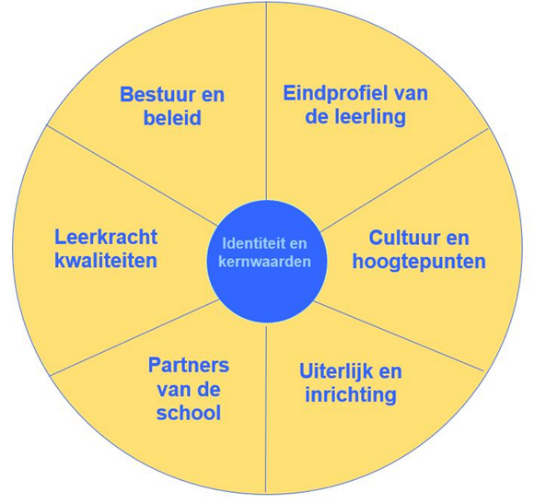 Bestuur en
beleid
Eindprofiel van
de leerling
Leerkracht
kwaliteiten
Identiteit en
kernwaarden
Cultuur en
hoogtepunten
Partners
van de
school
Uiterlijk en
inrichting